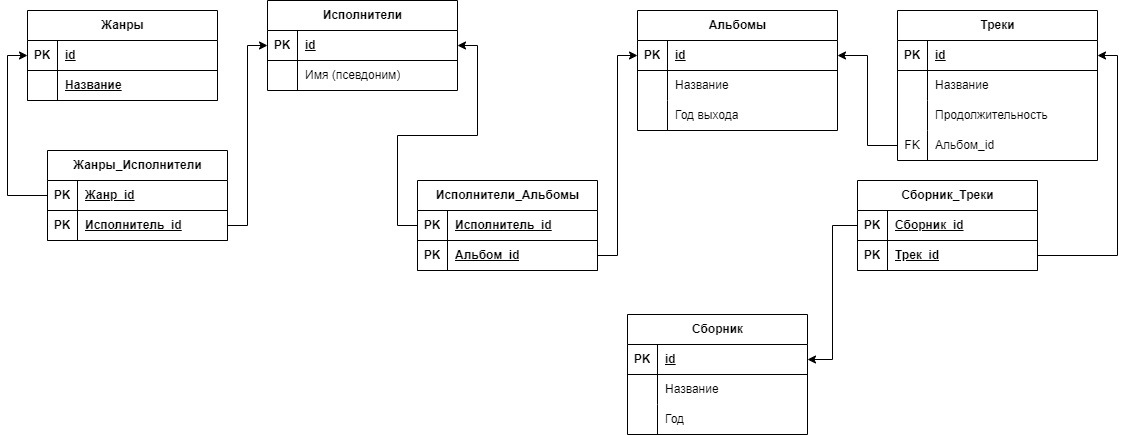 Жанры
PK id
Название
Исполнители
PK id
Имя (псевдоним)
Альбомы
PK id
Название
Год выхода
Треки
PK id
Название
Продолжительность
FK Альбом_id
Жанры_Исполнители
PK Жанр_id
PK Исполнитель_id
Исполнители_Альбомы
PK Исполнитель_id
PK Альбом_id
Сборник_Треки
PK Сборник_id
PK Трек_id
Сборник
PK id
Название
Год